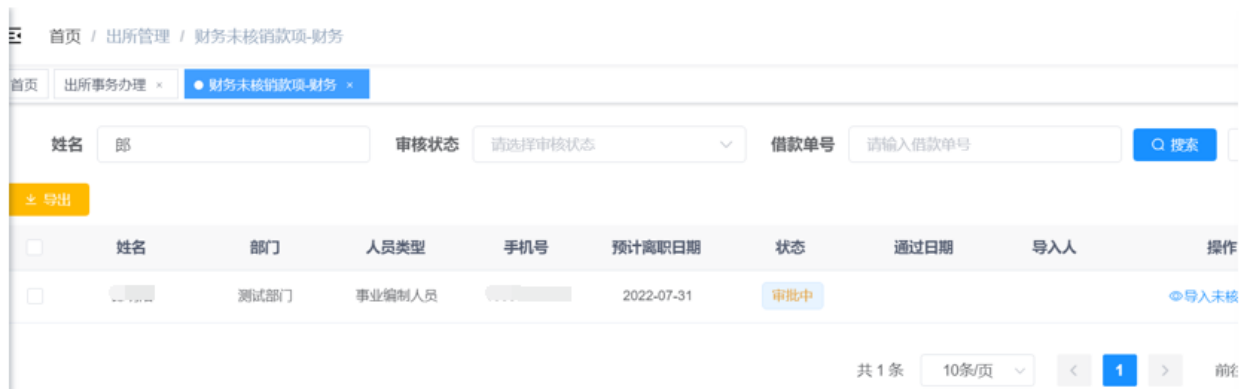 首页 / 出所管理 / 财务未核销款项-财务
首页 出所事务办理 × ● 财务未核销款项-财务 ×
姓名 郎 审核状态 请选择审核状态 借款单号 请输入借款单号 搜索
导出
姓名 部门 人员类型 手机号 预计离职日期 状态 通过日期 导入人 操作
测试部门 事业编制人员 2022-07-31 审批中 导入未核
共 1 条 10条/页 < 1 > 前往